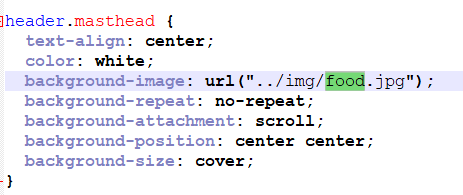 header.masthead {
text-align: center;
color: white;
background-image: url("../img/food.jpg");
background-repeat: no-repeat;
background-attachment: scroll;
background-position: center center;
background-size: cover;
}